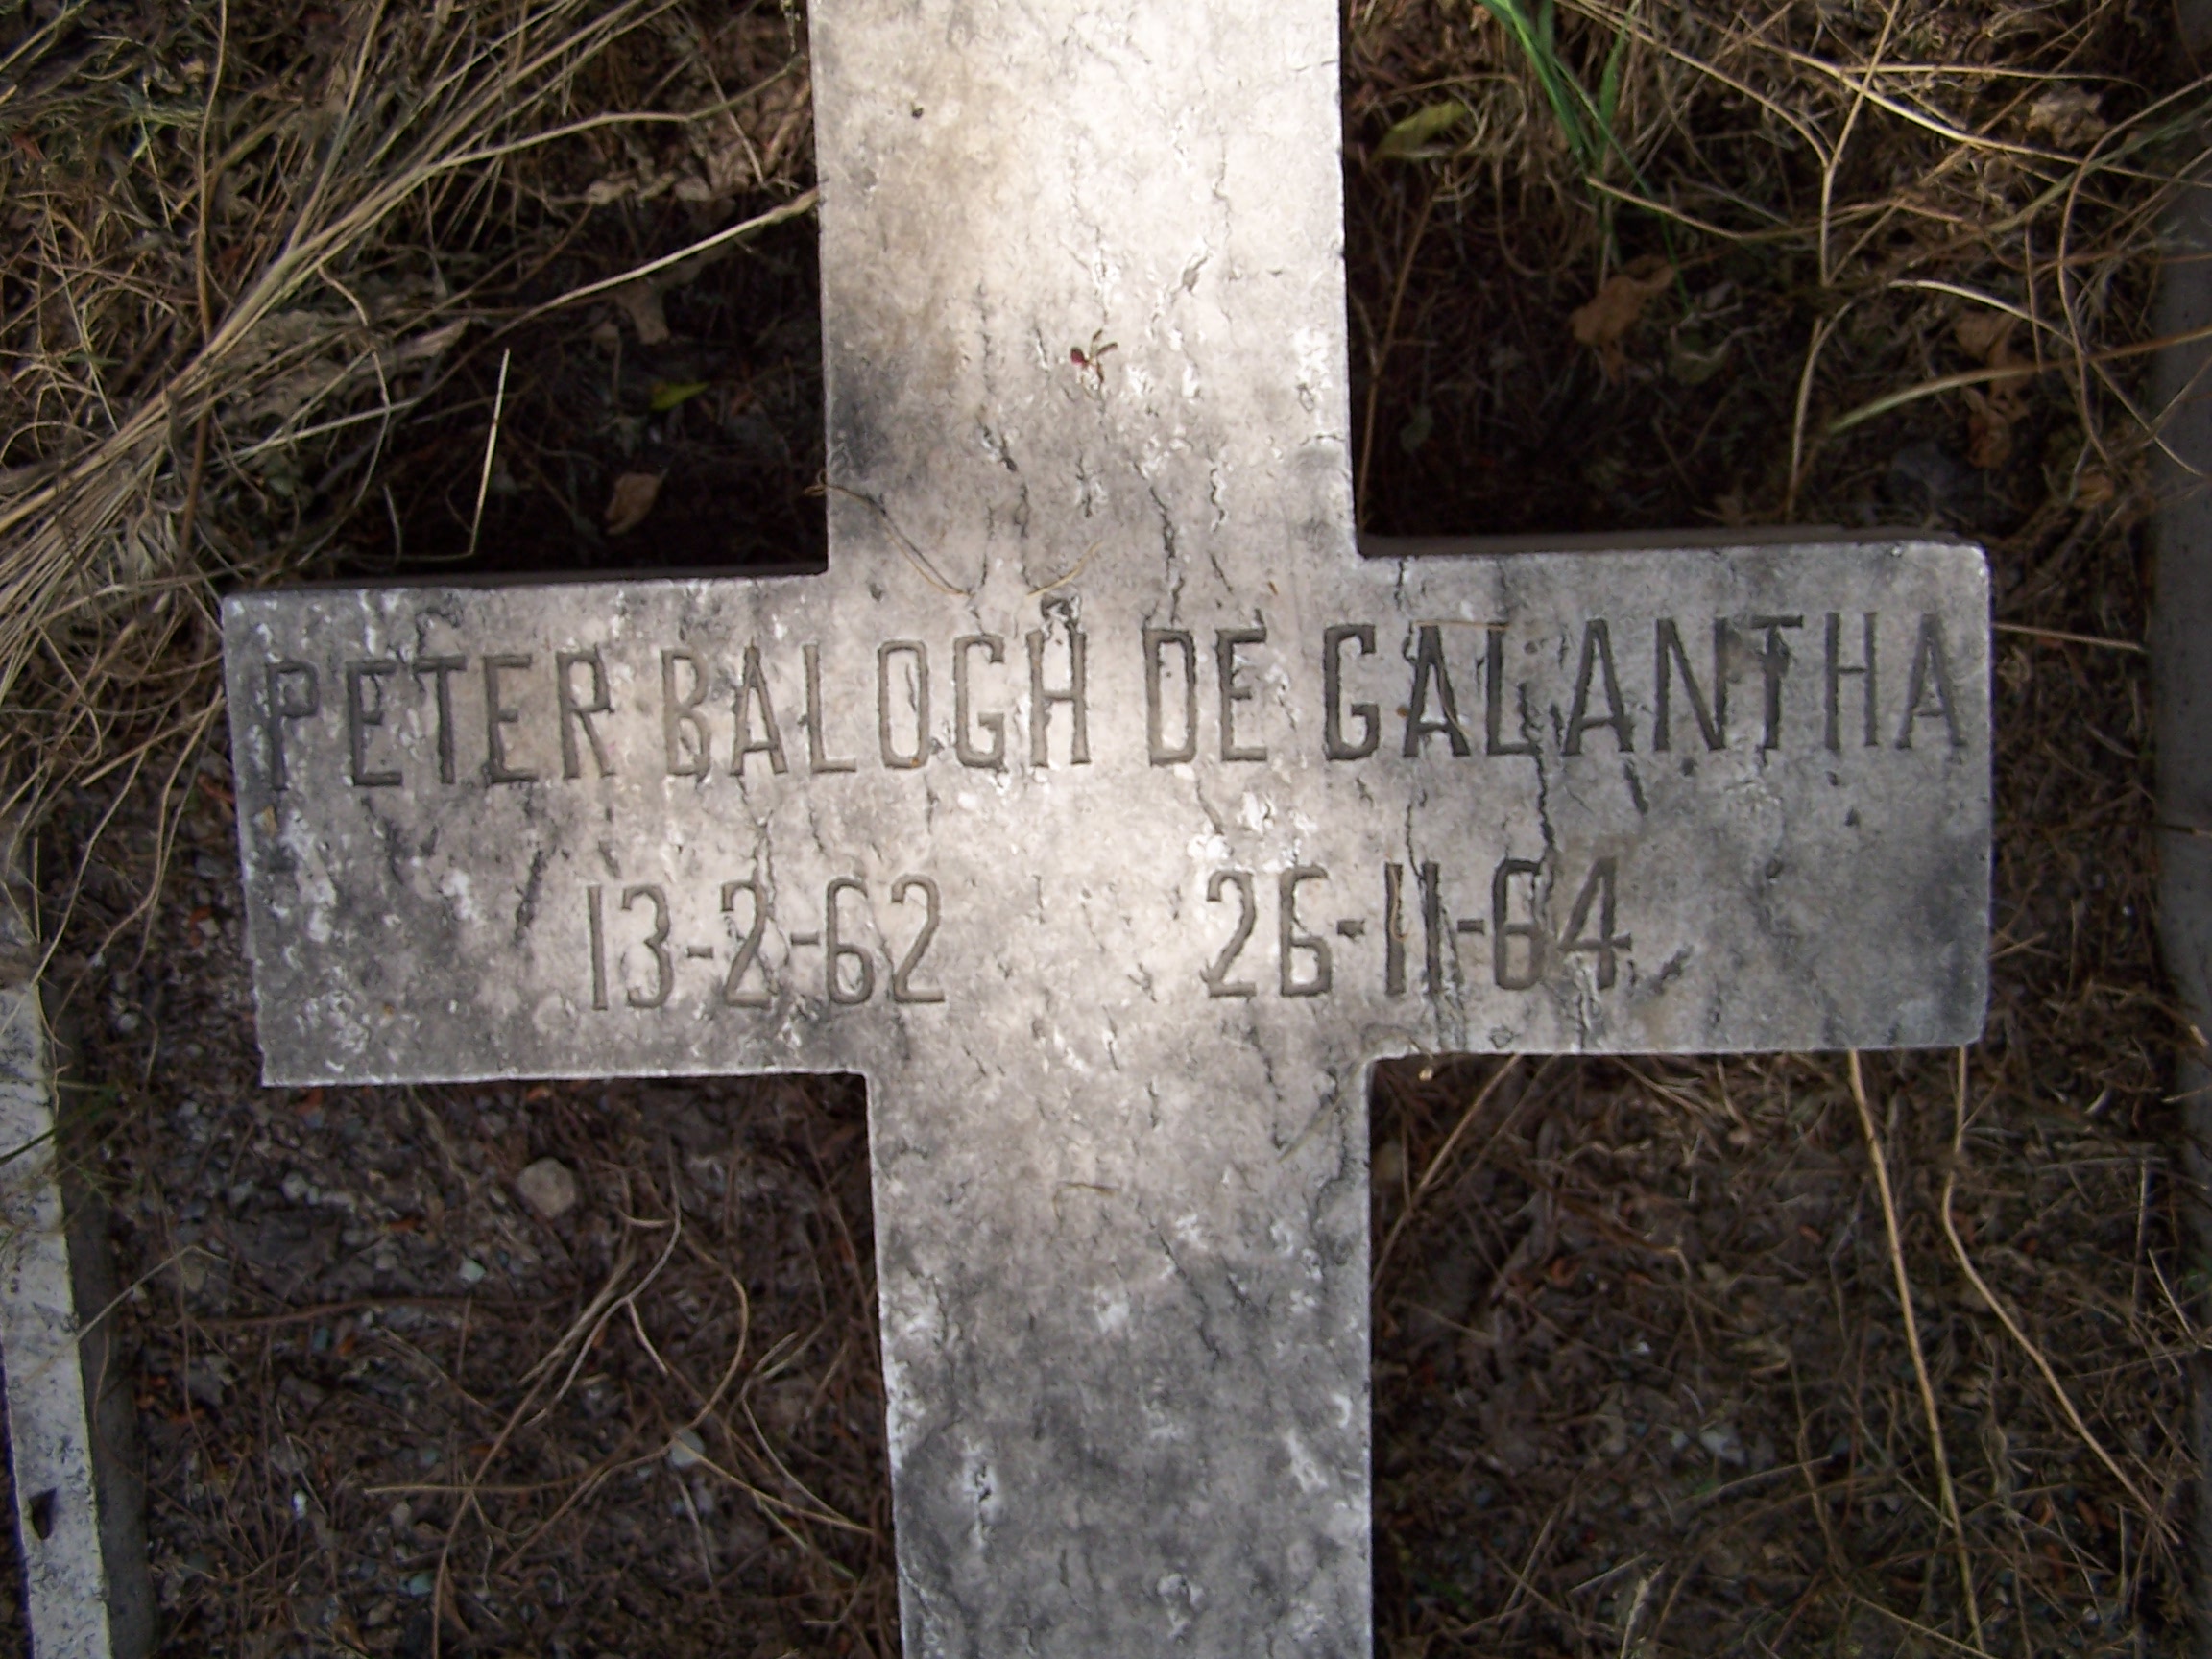 PETER BALOGH DE GALANTHA
13-2-62 26-11-64